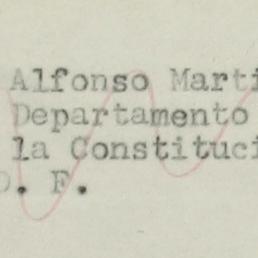 Alfonso Marti
Departamento
la Constituci
D. F.